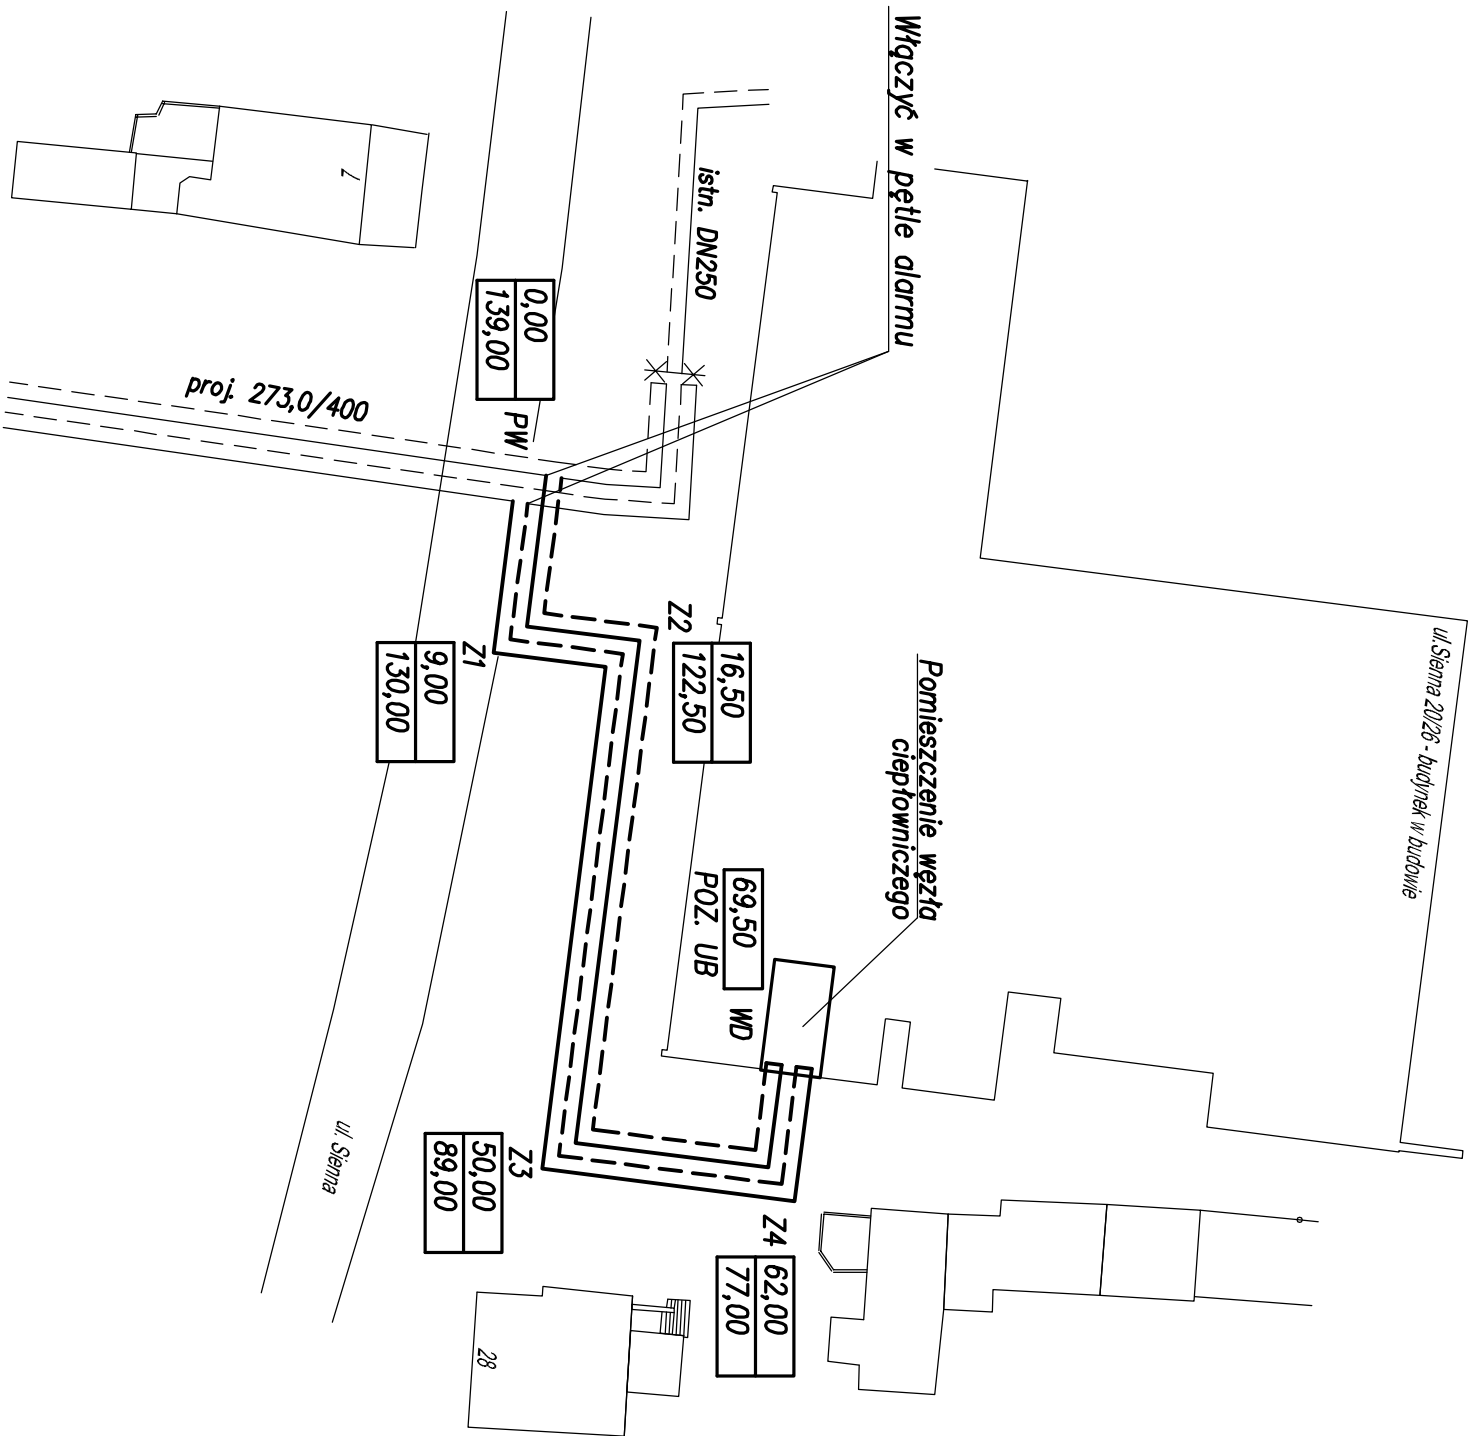 Włączyć w pętle alarmu
istn. DN250
0,00
139,00
PW
proj. 273,0/400
Z2
16,50
122,50
Z1
9,00
130,00
ul.Sienna 20/26 - budynek w budowie
Pomieszczenie węzła
ciepłowniczego
69,50
POZ. UB
WD
Z3
50,00
89,00
Z4
62,00
77,00
ul. Sienna
28